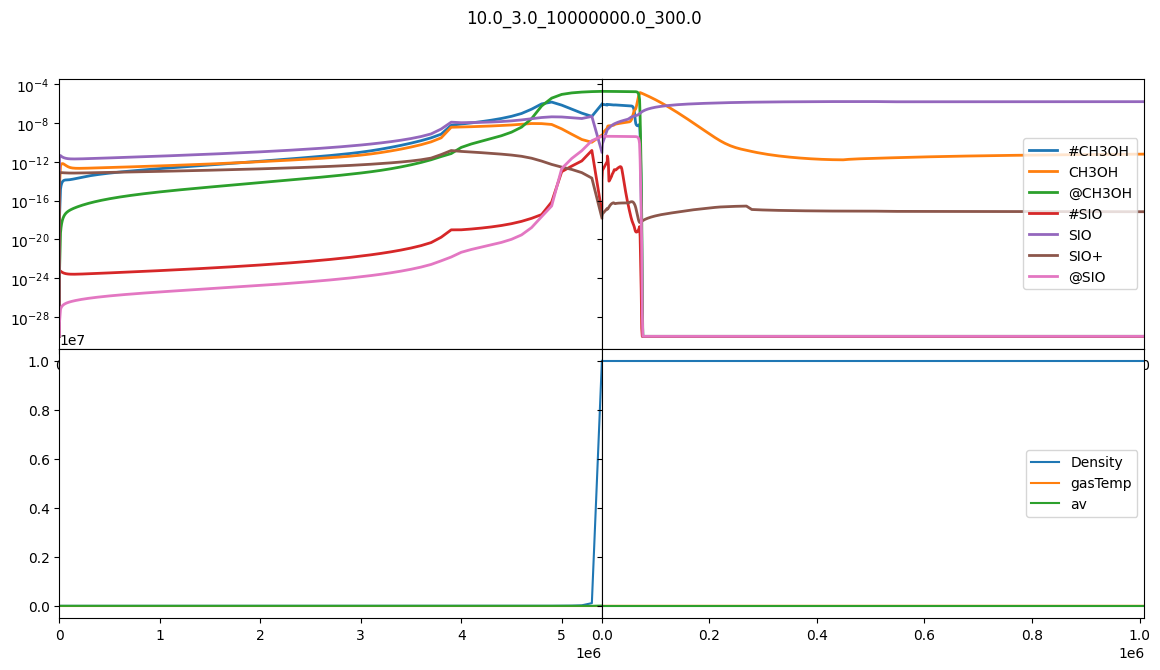 10.0_3.0_10000000.0_300.0
10⁻⁴
10⁻⁸
10⁻¹²
10⁻¹⁶
10⁻²⁰
10⁻²⁴
10⁻²⁸
#CH3OH
CH3OH
@CH3OH
#SIO
SIO
SIO+
@SIO
1e7
1.0
0.8
0.6
0.4
0.2
0.0
Density
gasTemp
av
0 1 2 3 4 5 0.0 0.2 0.4 0.6 0.8 1.0
1e6 1e6